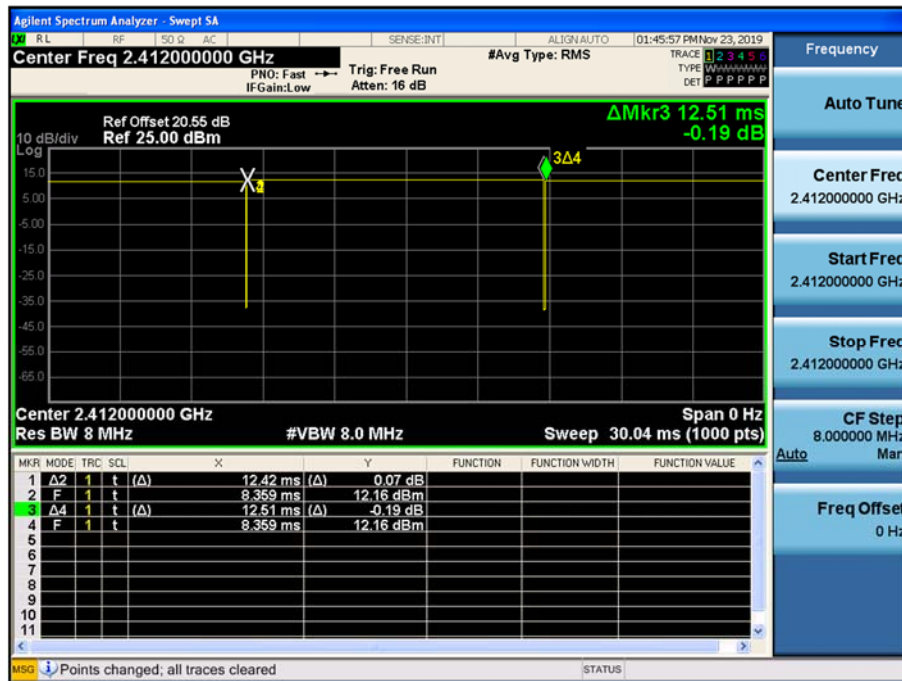 Agilent Spectrum Analyzer - Swept SA
LXI RL RF 50 Ω AC SENSE:INT ALIGN AUTO 01:45:57 PM Nov 23, 2019
Center Freq 2.412000000 GHz
PNO: Fast
IFGain:Low
Trig: Free Run
Atten: 16 dB
#Avg Type: RMS
TRACE 1 2 3 4 5 6
TYPE WWWWWW
DET P P P P P P
ΔMkr3 12.51 ms
-0.19 dB
Ref Offset 20.55 dB
10 dB/div Ref 25.00 dBm
Log
15.0
5.00
-5.00
-15.0
-25.0
-35.0
-45.0
-55.0
-65.0
3Δ4
Center 2.412000000 GHz Span 0 Hz
Res BW 8 MHz #VBW 8.0 MHz Sweep 30.04 ms (1000 pts)
MKR MODE TRC SCL X Y FUNCTION FUNCTION WIDTH FUNCTION VALUE
1 Δ2 1 t (Δ) 12.42 ms (Δ) 0.07 dB
2 F 1 t 8.359 ms 12.16 dBm
3 Δ4 1 t (Δ) 12.51 ms (Δ) -0.19 dB
4 F 1 t 8.359 ms 12.16 dBm
5
6
7
8
9
10
11
MSG Points changed; all traces cleared STATUS
Frequency
Auto Tune
Center Freq
2.412000000 GHz
Start Freq
2.412000000 GHz
Stop Freq
2.412000000 GHz
CF Step
8.000000 MHz
Auto Man
Freq Offset
0 Hz